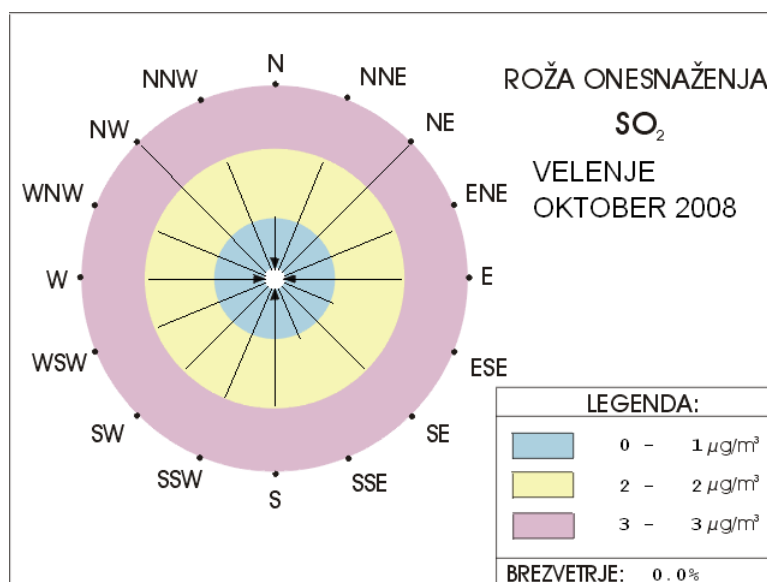 N
NNW
NNE
NW
NE
WNW
ENE
W
E
WSW
ESE
SW
SE
SSW
SSE
S
ROŽA ONESNAŽENJA
SO₂
VELENJE
OKTOBER 2008
LEGENDA:
0 - 1 µg/m³
2 - 2 µg/m³
3 - 3 µg/m³
BREZVETRJE: 0.0%